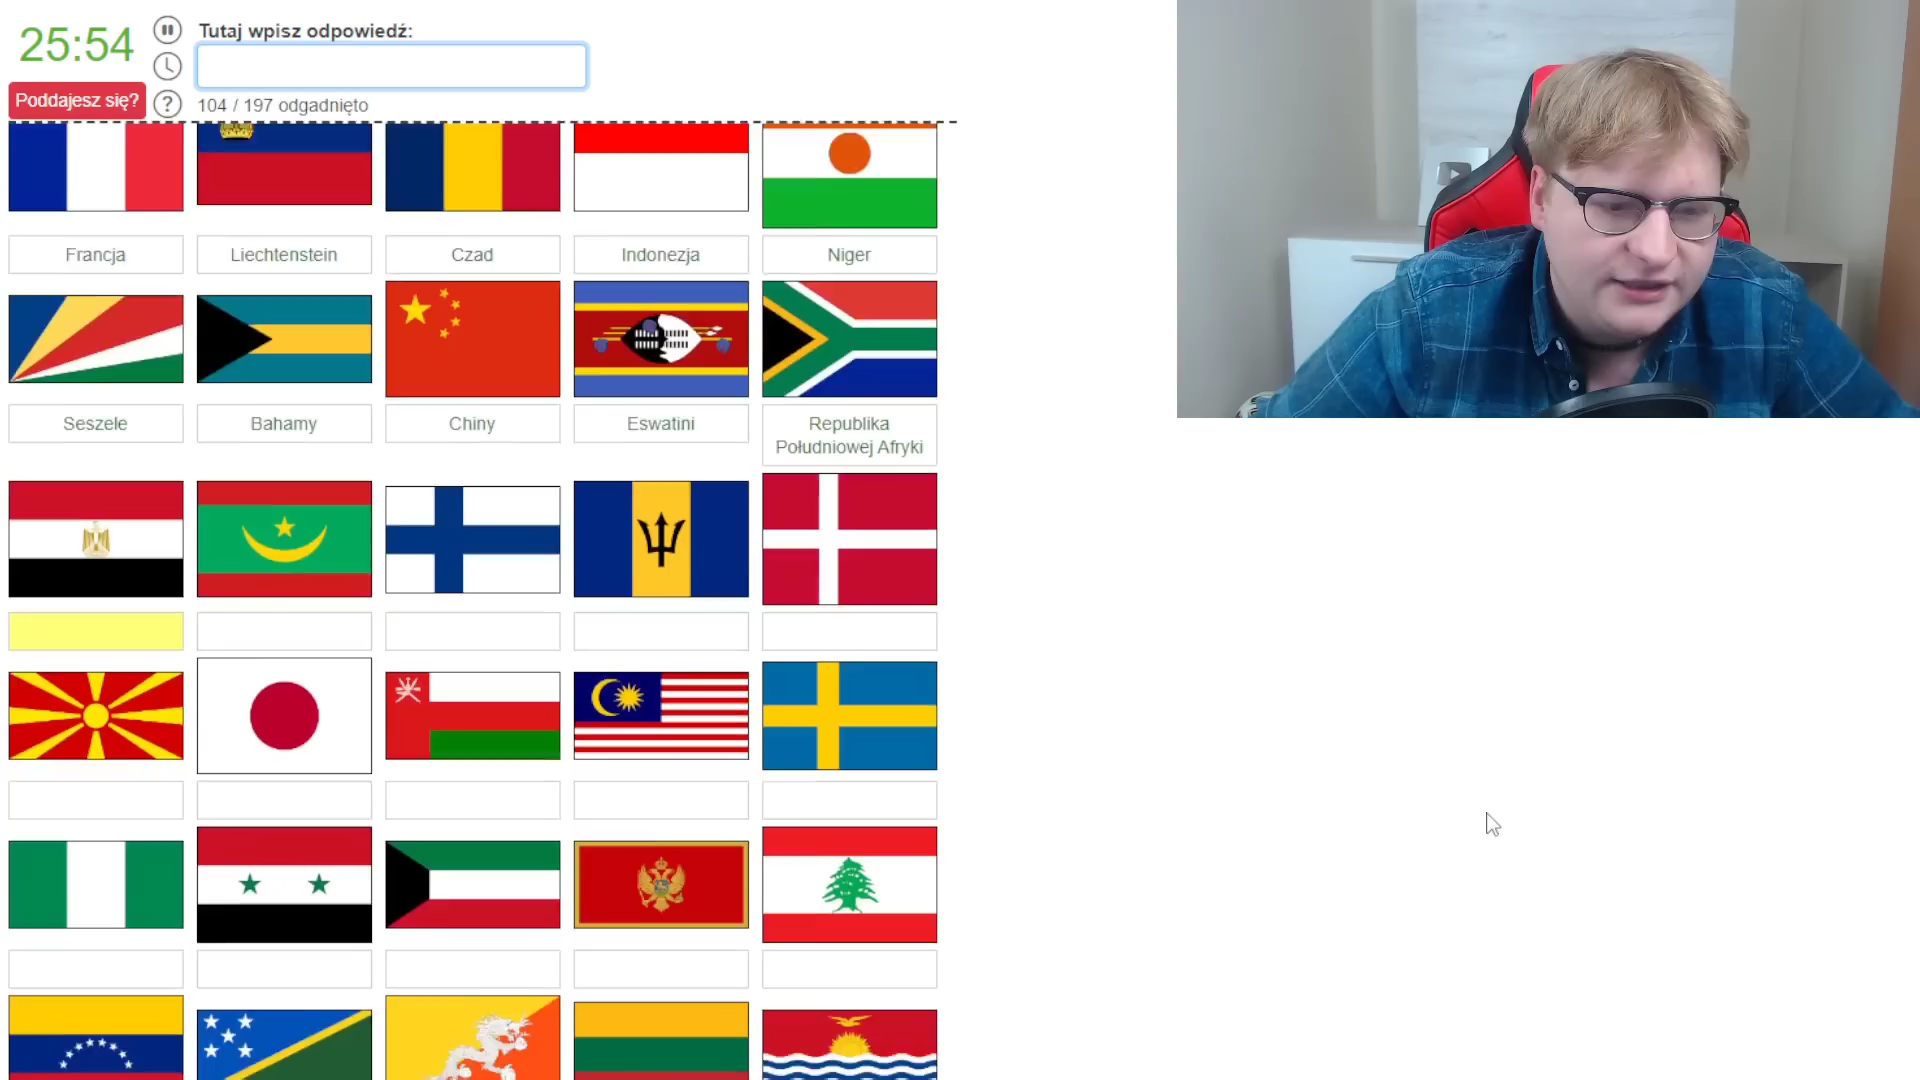 25:54
Tutaj wpisz odpowiedź:
Poddajesz się?
?
104 / 197 odgadnięto
Francja
Liechtenstein
Czad
Indonezja
Niger
Seszele
Bahamy
Chiny
Eswatini
Republika
Południowej Afryki